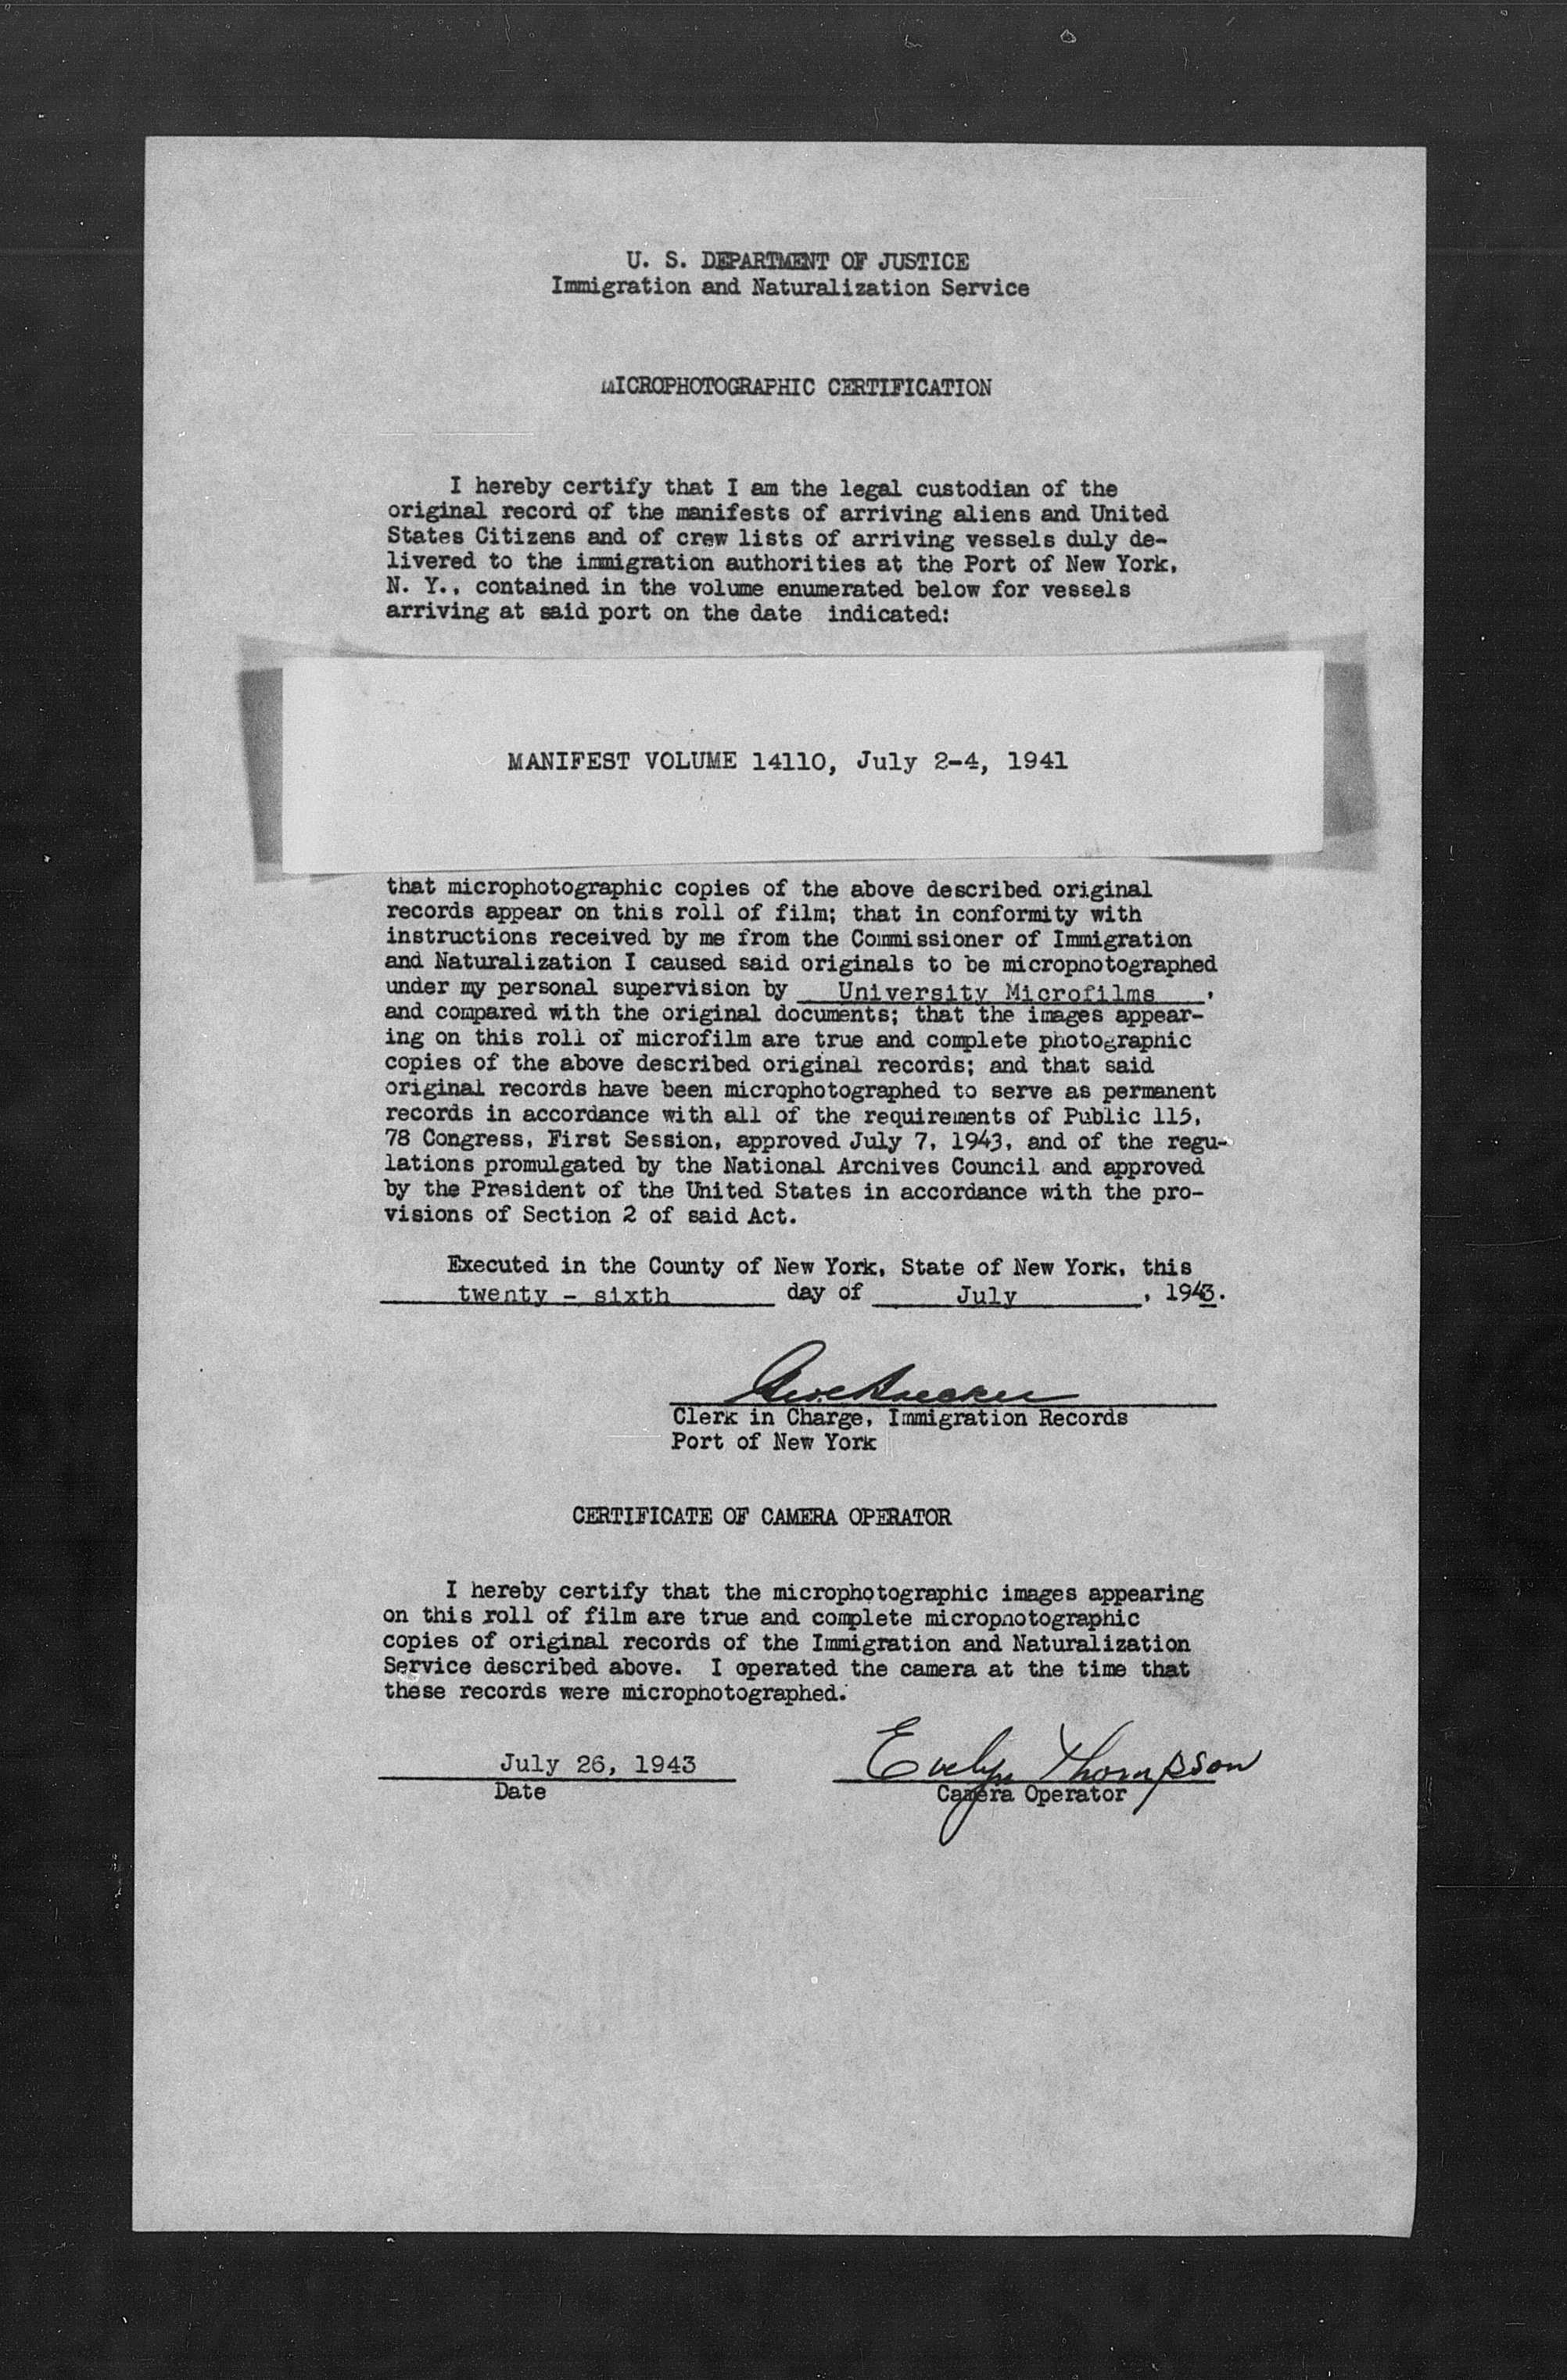 U. S. DEPARTMENT OF JUSTICE
Immigration and Naturalization Service
MICROPHOTOGRAPHIC CERTIFICATION
I hereby certify that I am the legal custodian of the
original record of the manifests of arriving aliens and United
States Citizens and of crew lists of arriving vessels duly de-
livered to the immigration authorities at the Port of New York,
N. Y., contained in the volume enumerated below for vessels
arriving at said port on the date indicated:
MANIFEST VOLUME 14110, July 2-4, 1941
that microphotographic copies of the above described original
records appear on this roll of film; that in conformity with
instructions received by me from the Commissioner of Immigration
and Naturalization I caused said originals to be microphotographed
under my personal supervision by University Microfilms ,
and compared with the original documents; that the images appear-
ing on this roll of microfilm are true and complete photographic
copies of the above described original records; and that said
original records have been microphotographed to serve as permanent
records in accordance with all of the requirements of Public 115,
78 Congress, First Session, approved July 7, 1943, and of the regu-
lations promulgated by the National Archives Council and approved
by the President of the United States in accordance with the pro-
visions of Section 2 of said Act.
Executed in the County of New York, State of New York, this
twenty - sixth day of July , 1943.
Clerk in Charge, Immigration Records
Port of New York
CERTIFICATE OF CAMERA OPERATOR
I hereby certify that the microphotographic images appearing
on this roll of film are true and complete microphotographic
copies of original records of the Immigration and Naturalization
Service described above. I operated the camera at the time that
these records were microphotographed.
July 26, 1943 Evelyn Thompson
Date Camera Operator